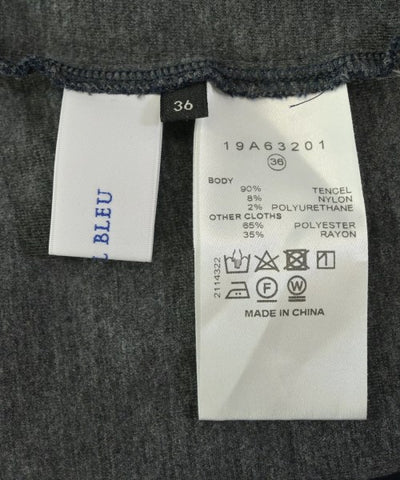 36
L BLEU
19A63201
36
BODY
90% TENCEL
8% NYLON
2% POLYURETHANE
OTHER CLOTHS
65% POLYESTER
35% RAYON
2114322
F W
MADE IN CHINA